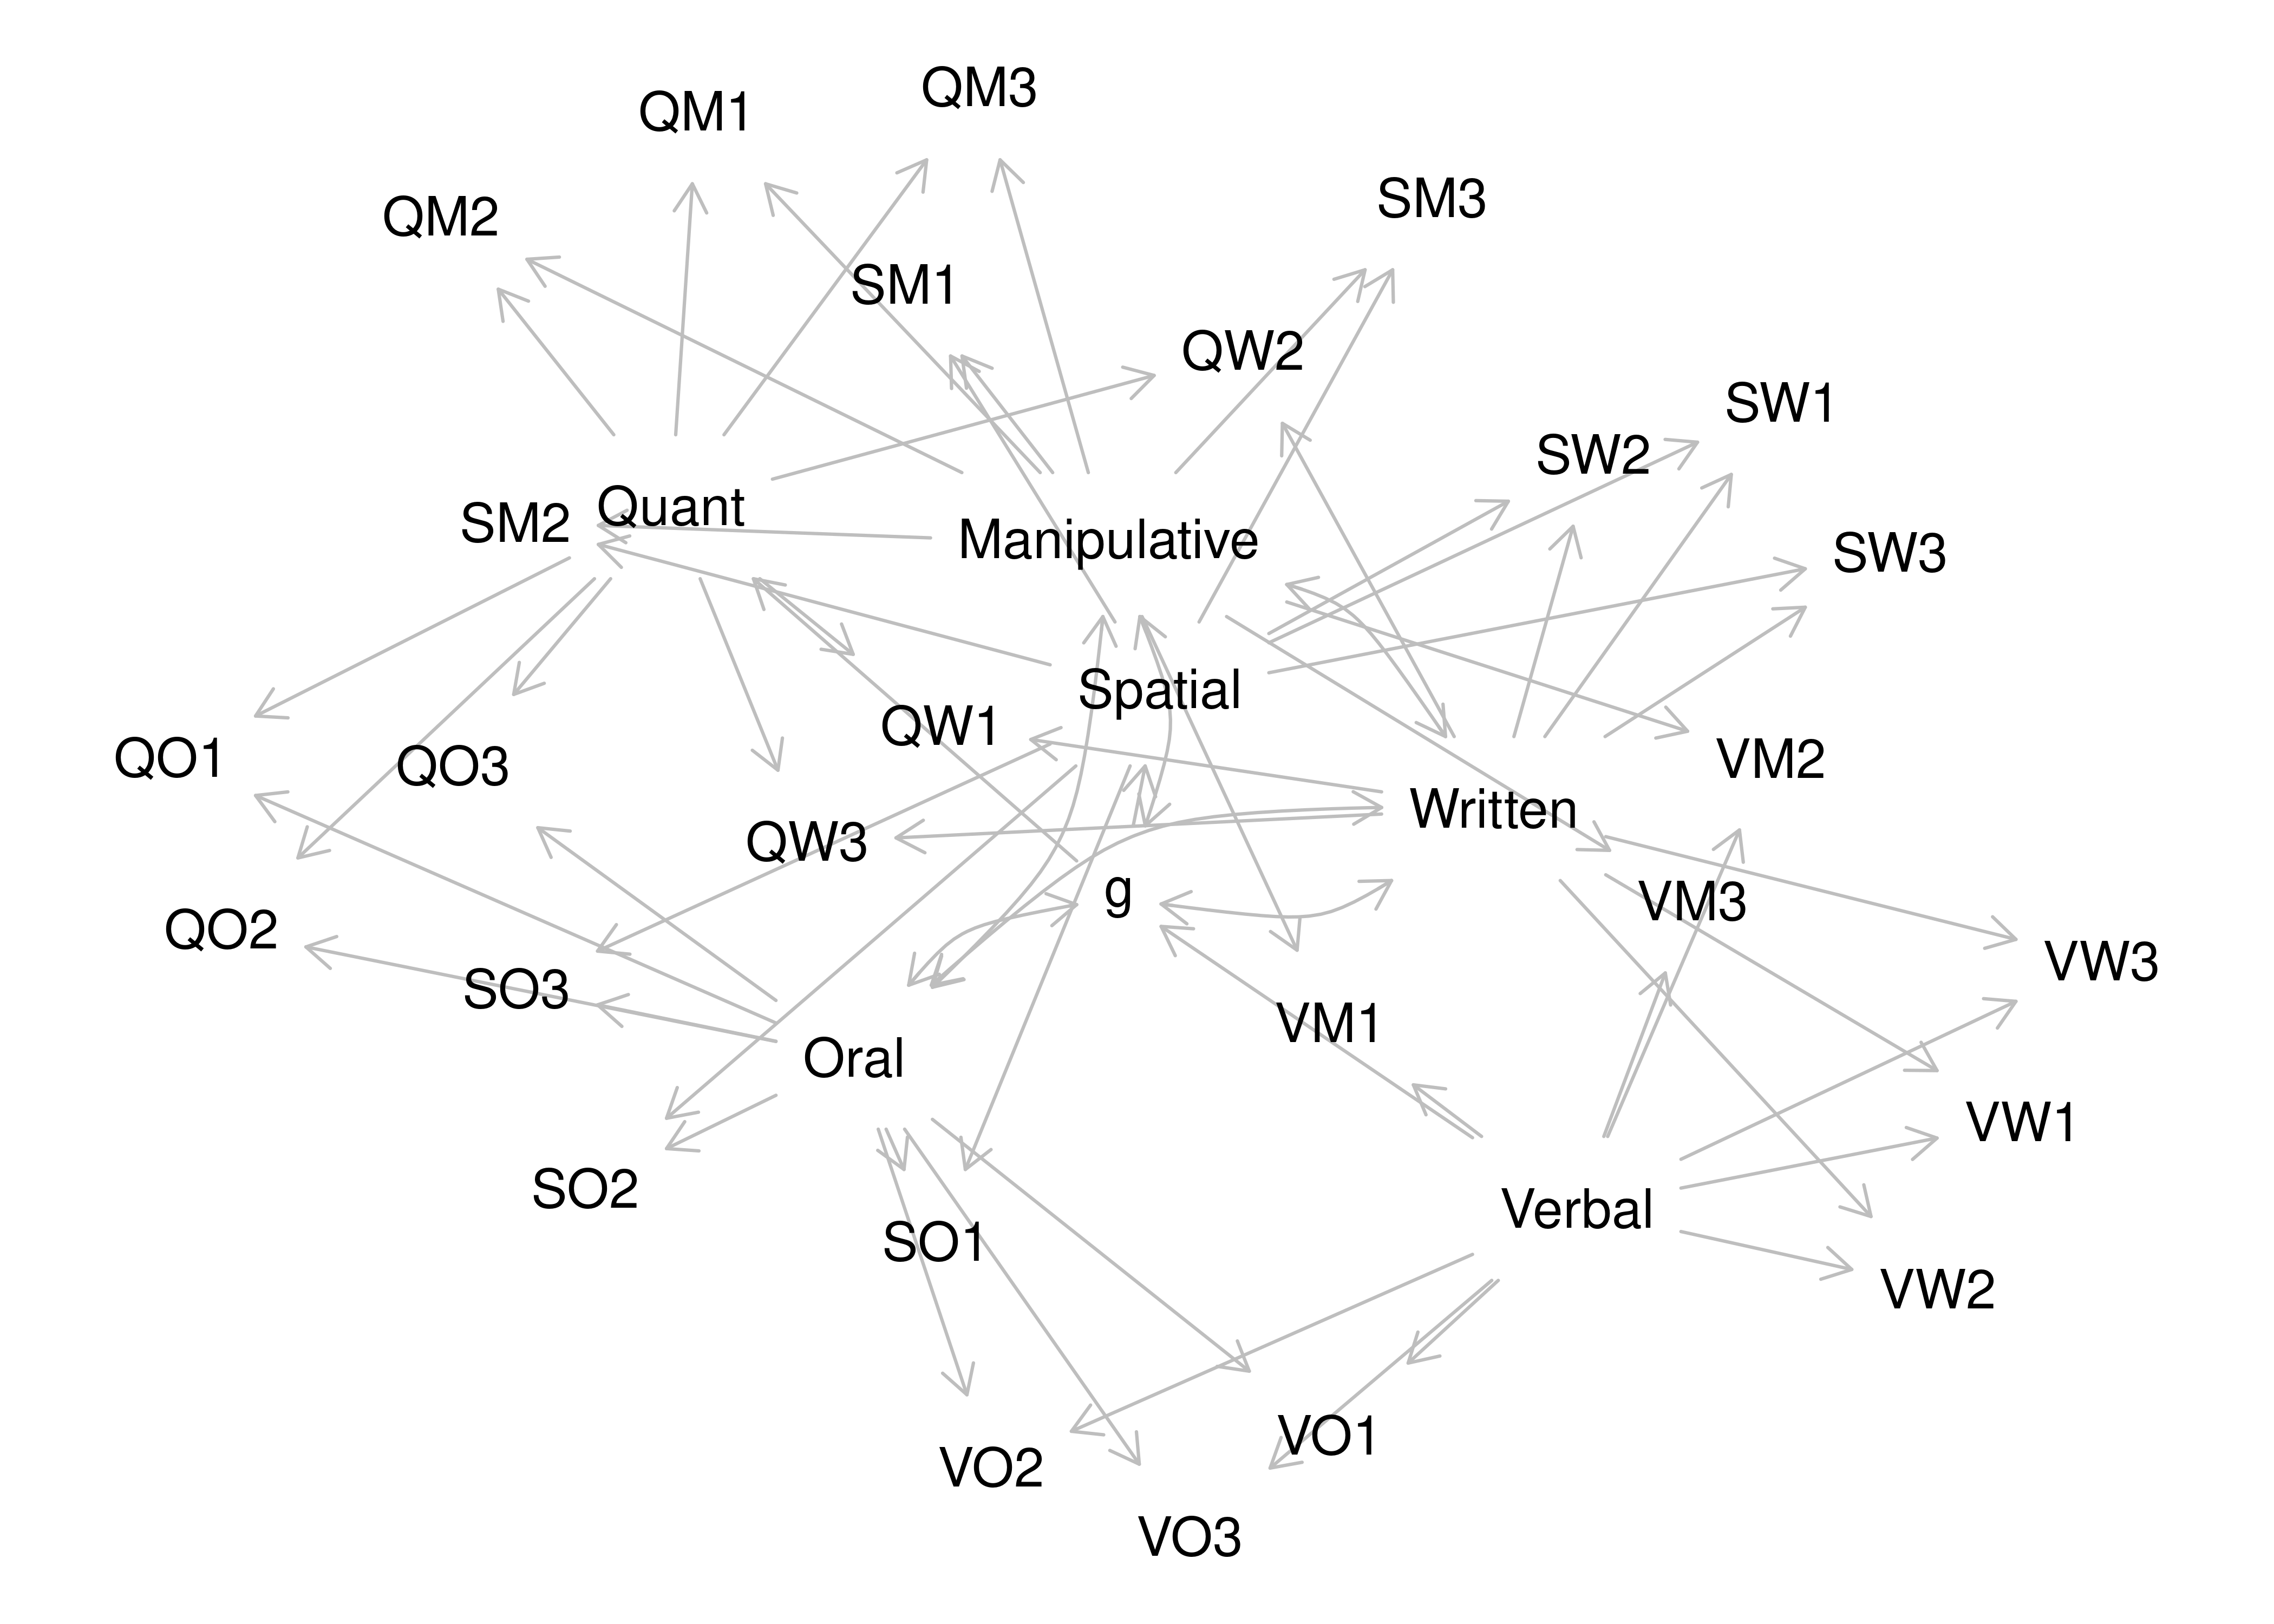 QM3
QM1
SM3
QM2
SM1
QW2
SW1
SW2
Quant
SM2
Manipulative
SW3
Spatial
QW1
QO1
VM2
QO3
Written
QW3
g
VM3
QO2
VW3
SO3
VM1
Oral
VW1
SO2
Verbal
SO1
VW2
VO1
VO2
VO3